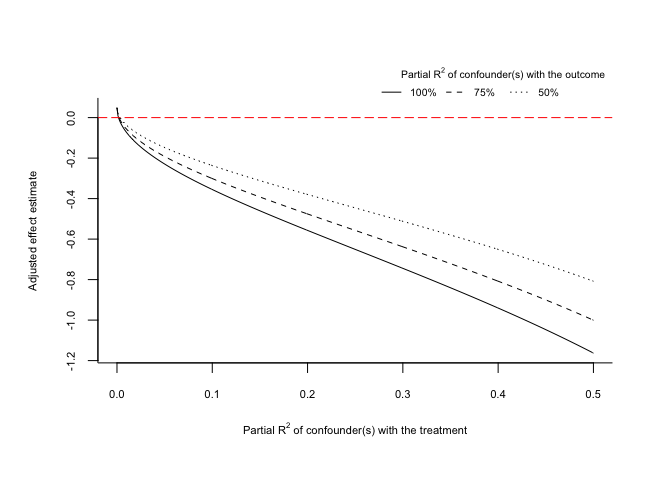 Partial R² of confounder(s) with the outcome
100% 75% 50%
Adjusted effect estimate
0.0
-0.2
-0.4
-0.6
-0.8
-1.0
-1.2
0.0 0.1 0.2 0.3 0.4 0.5
Partial R² of confounder(s) with the treatment